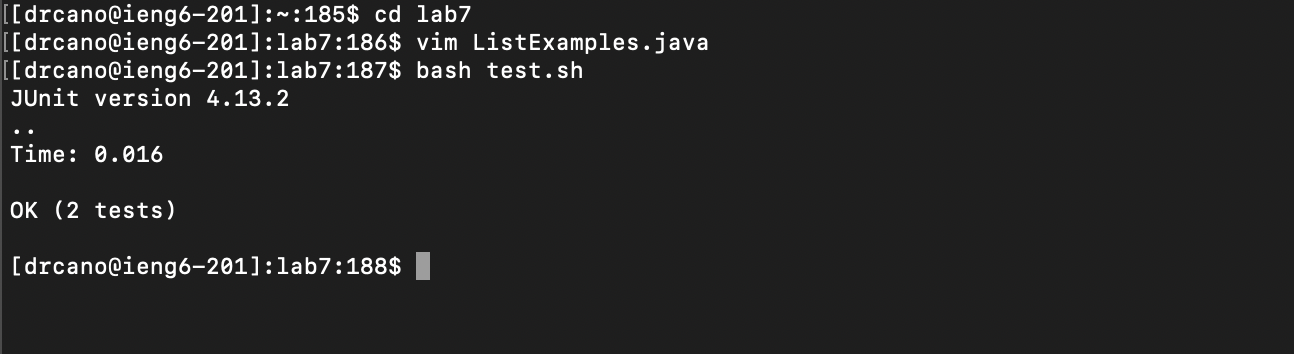 [[drcano@ieng6-201]:~:185$ cd lab7
[[drcano@ieng6-201]:lab7:186$ vim ListExamples.java
[[drcano@ieng6-201]:lab7:187$ bash test.sh
JUnit version 4.13.2
..
Time: 0.016
OK (2 tests)
[drcano@ieng6-201]:lab7:188$